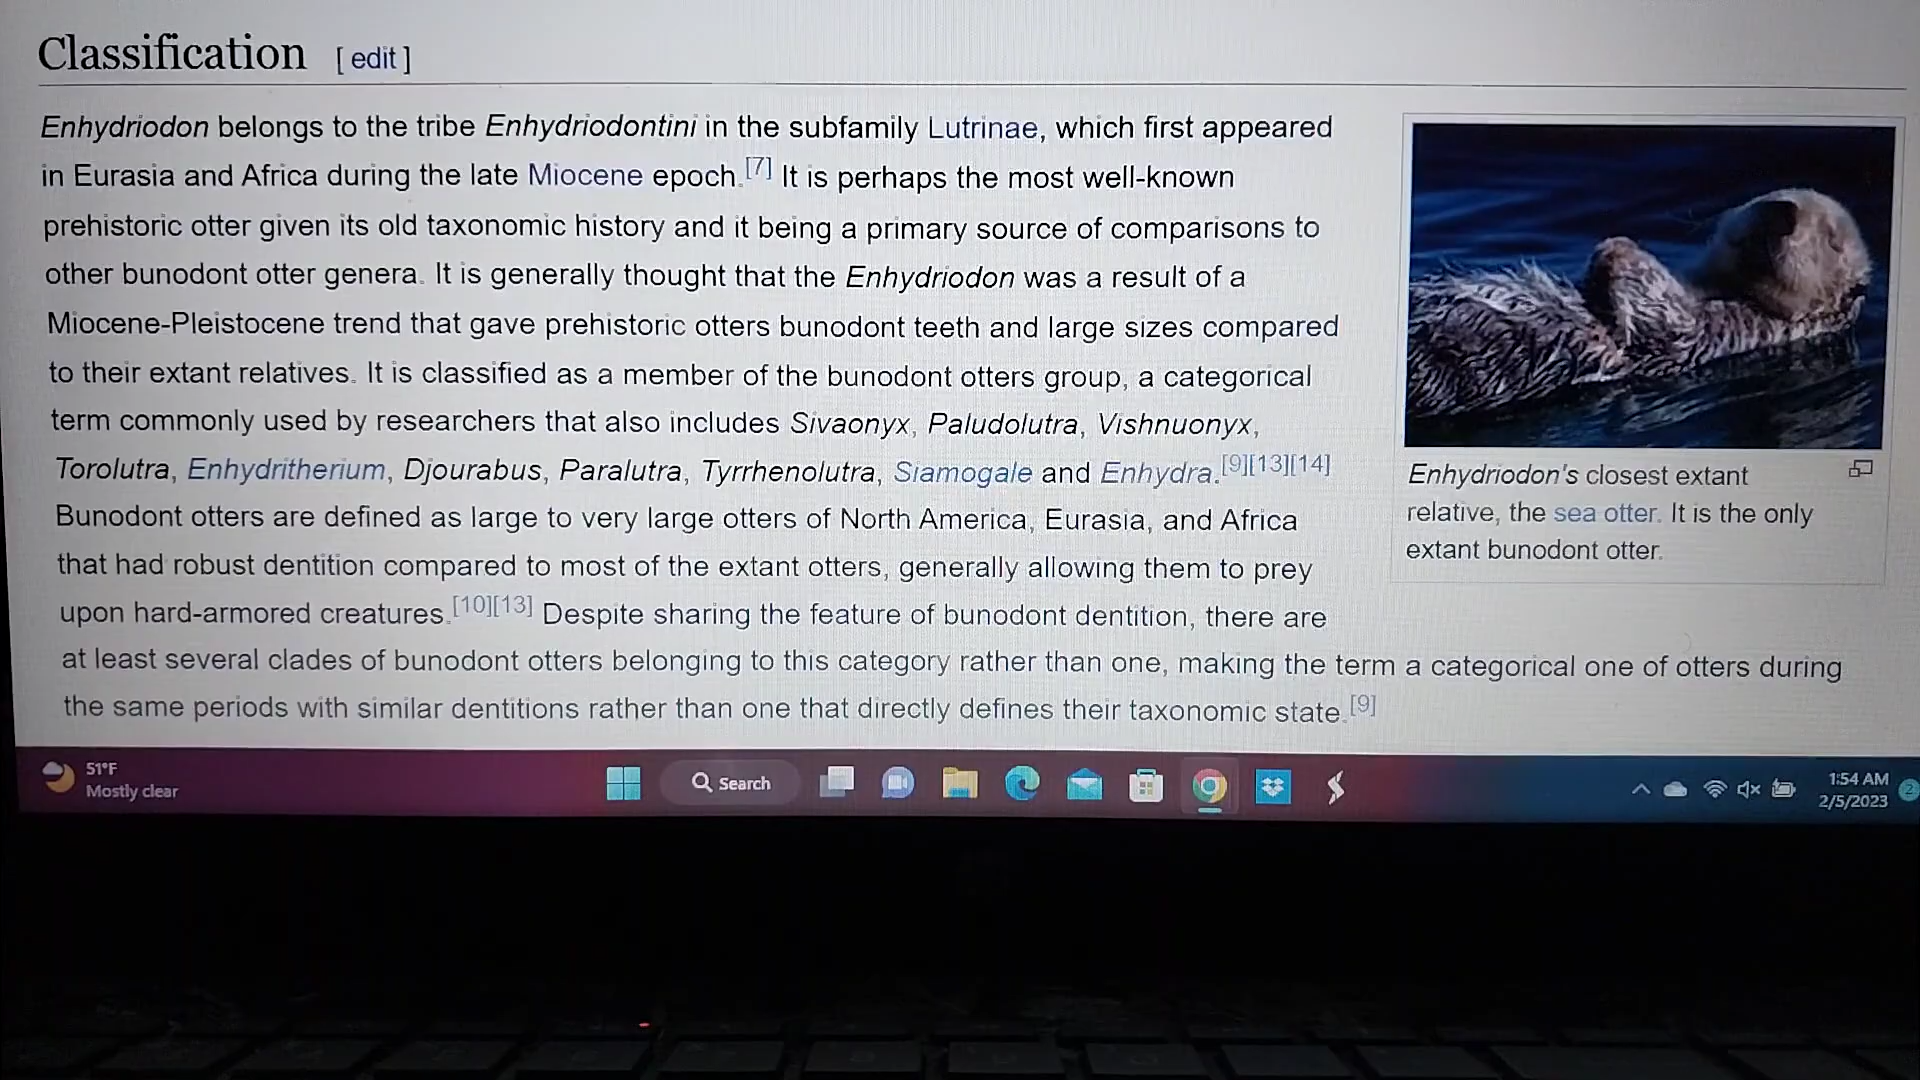 Classification [ edit ]
Enhydriodon belongs to the tribe Enhydriodontini in the subfamily Lutrinae, which first appeared
in Eurasia and Africa during the late Miocene epoch.[7] It is perhaps the most well-known
prehistoric otter given its old taxonomic history and it being a primary source of comparisons to
other bunodont otter genera. It is generally thought that the Enhydriodon was a result of a
Miocene-Pleistocene trend that gave prehistoric otters bunodont teeth and large sizes compared
to their extant relatives. It is classified as a member of the bunodont otters group, a categorical
term commonly used by researchers that also includes Sivaonyx, Paludolutra, Vishnuonyx,
Torolutra, Enhydritherium, Djourabus, Paralutra, Tyrrhenolutra, Siamogale and Enhydra.[9][13][14]
Bunodont otters are defined as large to very large otters of North America, Eurasia, and Africa
that had robust dentition compared to most of the extant otters, generally allowing them to prey
upon hard-armored creatures.[10][13] Despite sharing the feature of bunodont dentition, there are
at least several clades of bunodont otters belonging to this category rather than one, making the term a categorical one of otters during
the same periods with similar dentitions rather than one that directly defines their taxonomic state.[9]
Enhydriodon's closest extant
relative, the sea otter. It is the only
extant bunodont otter.
51°F
Mostly clear
Search
1:54 AM
2/5/2023
2